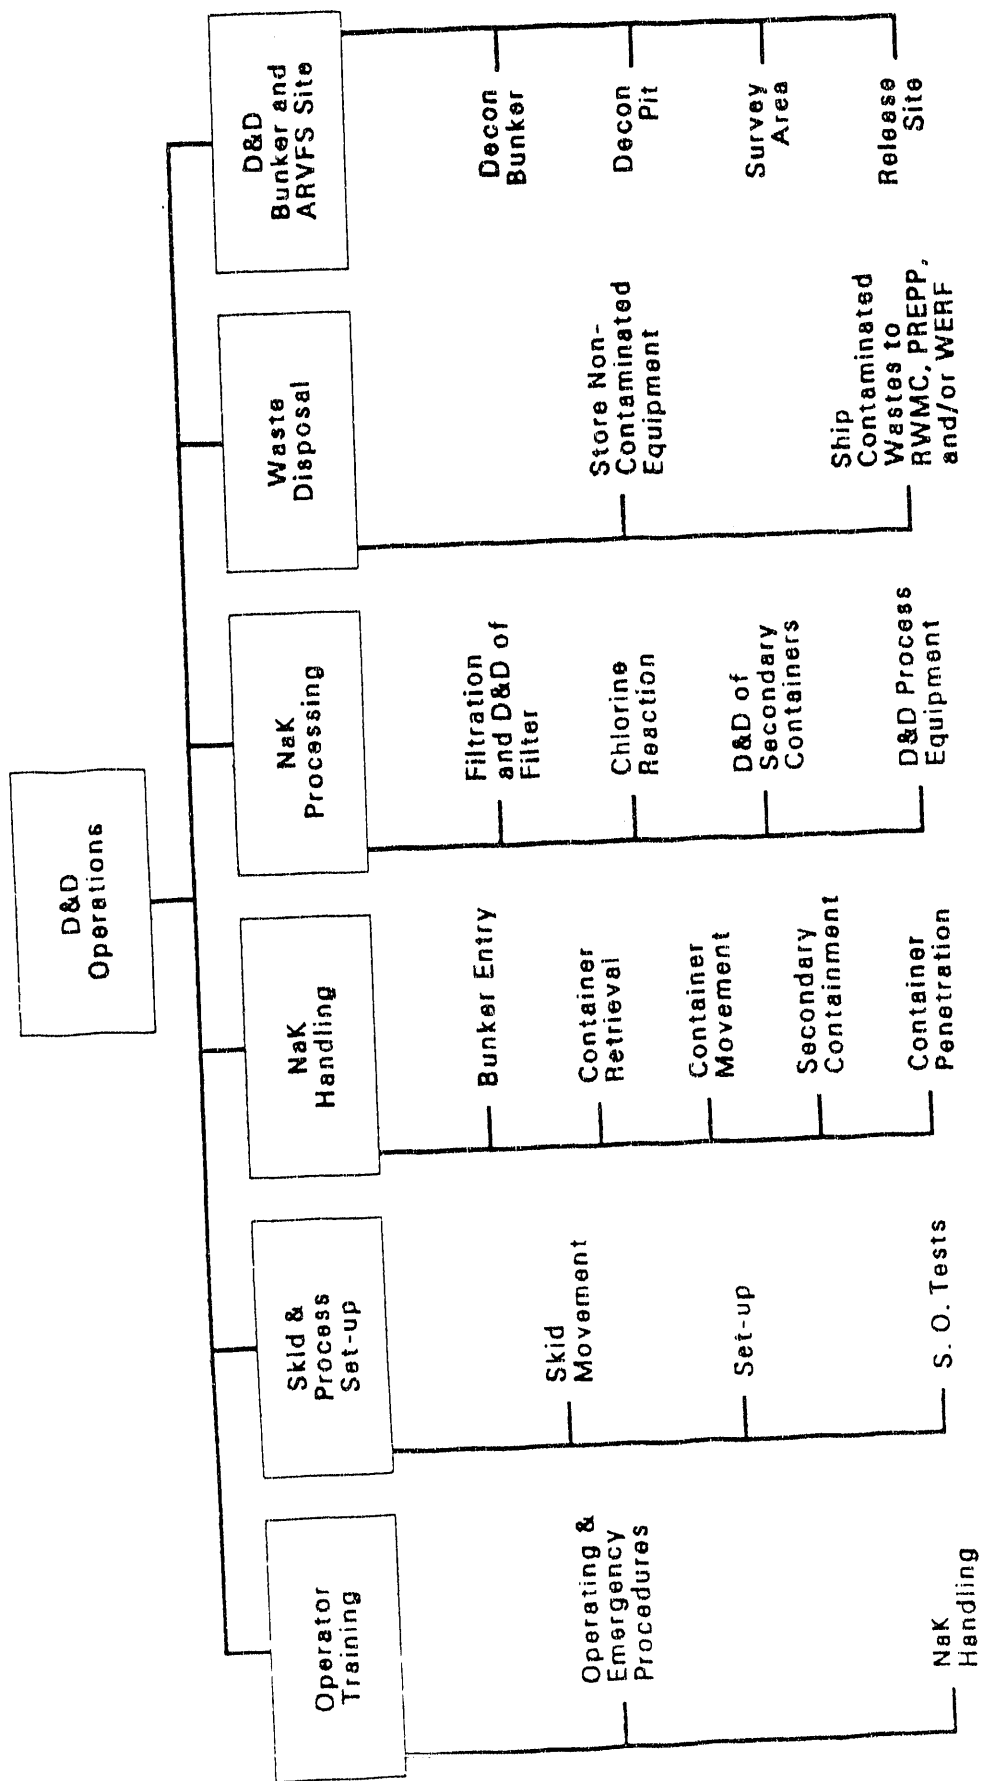 D&D
Operations
Operator
Training
Operating &
Emergency
Procedures
NaK
Handling
Skid &
Process
Set-up
Skid
Movement
Set-up
S. O. Tests
NaK
Handling
Bunker Entry
Container
Retrieval
Container
Movement
Secondary
Containment
Container
Penetration
NaK
Processing
Filtration
and D&D of
Filter
Chlorine
Reaction
D&D of
Secondary
Containers
D&D Process
Equipment
Waste
Disposal
Store Non-
Contaminated
Equipment
Ship
Contaminated
Wastes to
RWMC, PREPP,
and/or WERF
D&D
Bunker and
ARVFS Site
Decon
Bunker
Decon
Pit
Survey
Area
Release
Site